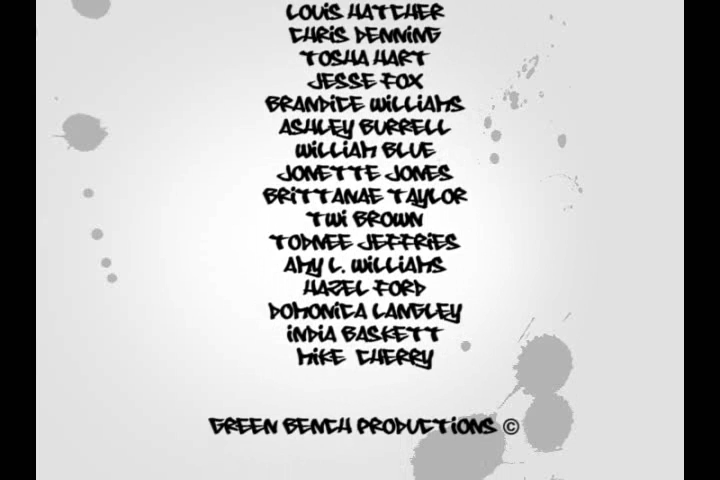 LOUIS HATCHER
CHRIS DENNING
TOSHA HART
JESSE FOX
BRANDICE WILLIAMS
ASHLEY BURRELL
WILLIAM BLUE
JONETTE JONES
BRITTANAE TAYLOR
TWI BROWN
TODNEE JEFFRIES
AMY L. WILLIAMS
HAZEL FORD
DOMONICA LANGLEY
INDIA BASKETT
MIKE CHERRY
GREEN BENCH PRODUCTIONS ©